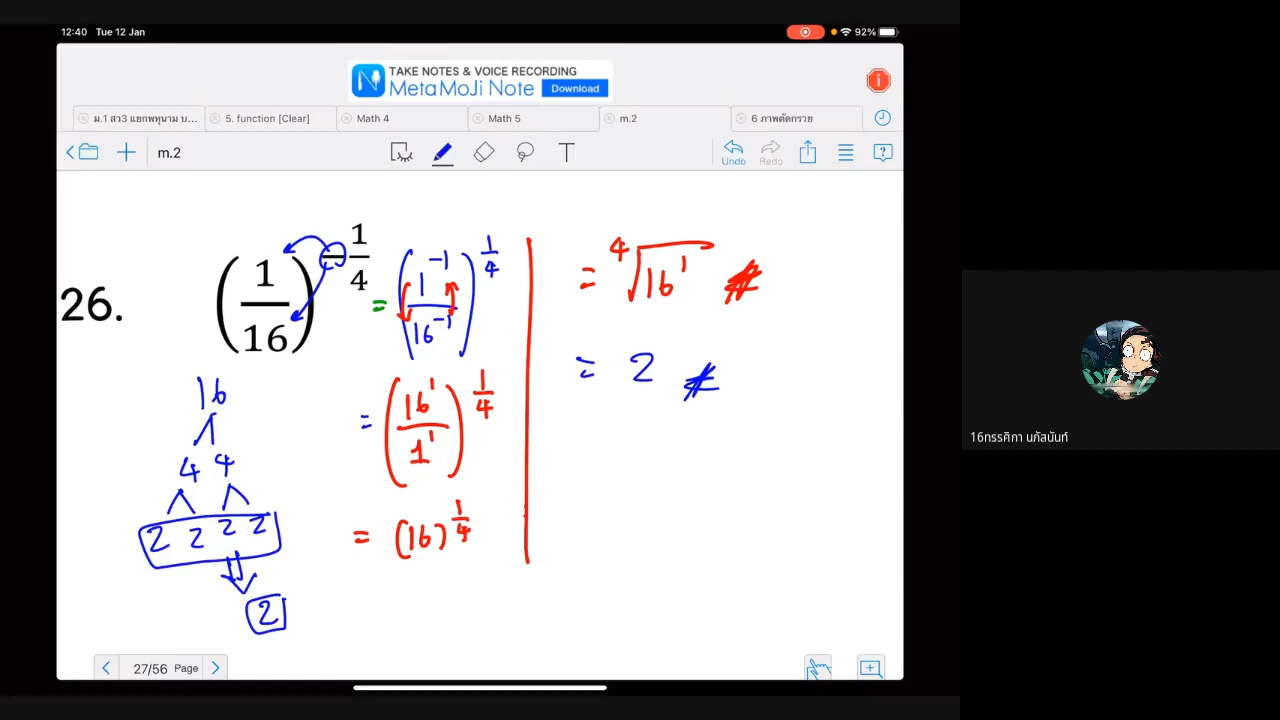 12:40 Tue 12 Jan
92%
TAKE NOTES & VOICE RECORDING
MetaMoJi Note Download
ม.1 สว3 แยกพหุนาม บ...
5. function [Clear]
Math 4
Math 5
m.2
6 ภาพตัดกรวย
m.2
T
Undo
Redo
26. (1/16)^(-1/4) = (1^-1/16^-1)^(1/4)
= (16^1/1^1)^(1/4)
= (16)^(1/4)
16
4 4
2 2 2 2
2
= ⁴√16^1
= 2
27/56 Page
16ทรรศิกา นภัสนันท์